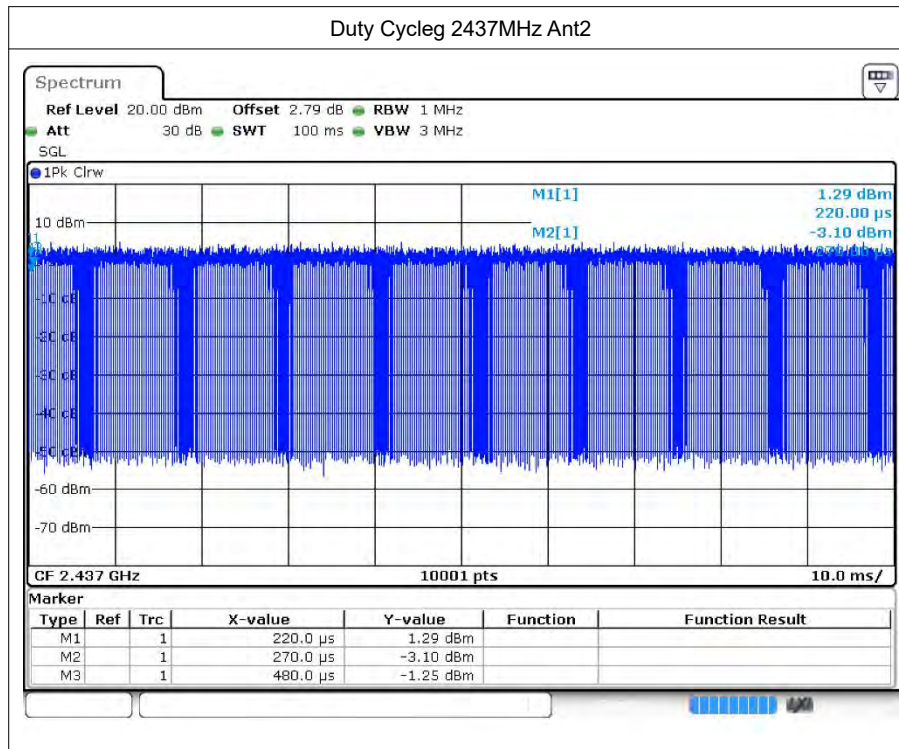 Duty Cycleg 2437MHz Ant2
Spectrum
Ref Level 20.00 dBm Offset 2.79 dB RBW 1 MHz
Att 30 dB SWT 100 ms VBW 3 MHz
SGL
1Pk Clrw
M1[1] 1.29 dBm
220.00 µs
10 dBm
M2[1] -3.10 dBm
-60 dBm
-70 dBm
CF 2.437 GHz 10001 pts 10.0 ms/
Marker
Type Ref Trc X-value Y-value Function Function Result
M1 1 220.0 µs 1.29 dBm
M2 1 270.0 µs -3.10 dBm
M3 1 480.0 µs -1.25 dBm